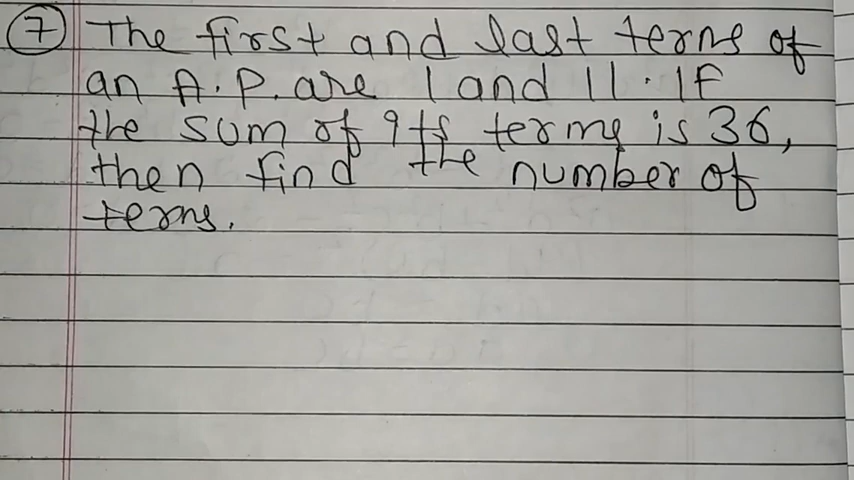 7 The first and last terms of
an A.P. are 1 and 11. If
the sum of its terms is 36,
then find the number of
terms.